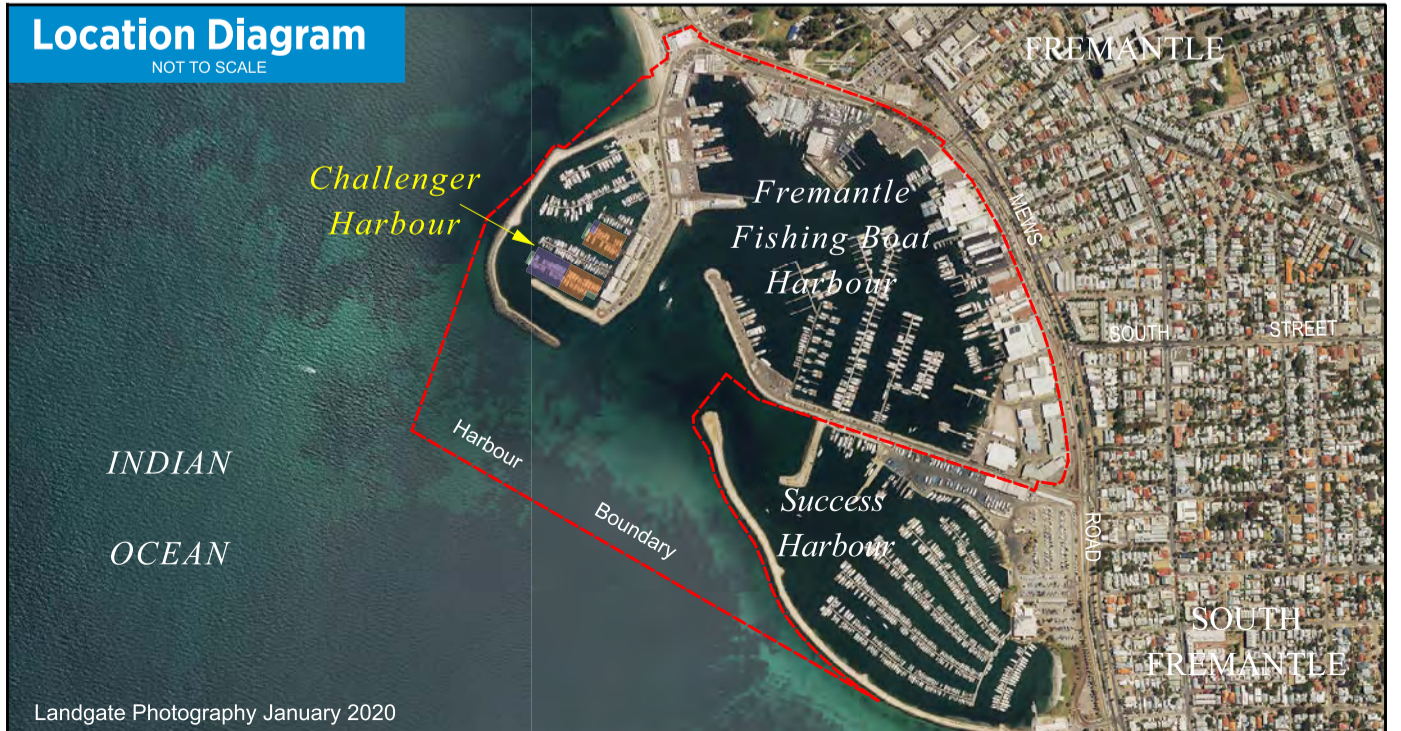 Location Diagram
NOT TO SCALE
FREMANTLE
Challenger
Harbour
Fremantle
Fishing Boat
Harbour
MEWS
SOUTH STREET
Harbour
Boundary
INDIAN
OCEAN
Success
Harbour
ROAD
SOUTH
FREMANTLE
Landgate Photography January 2020